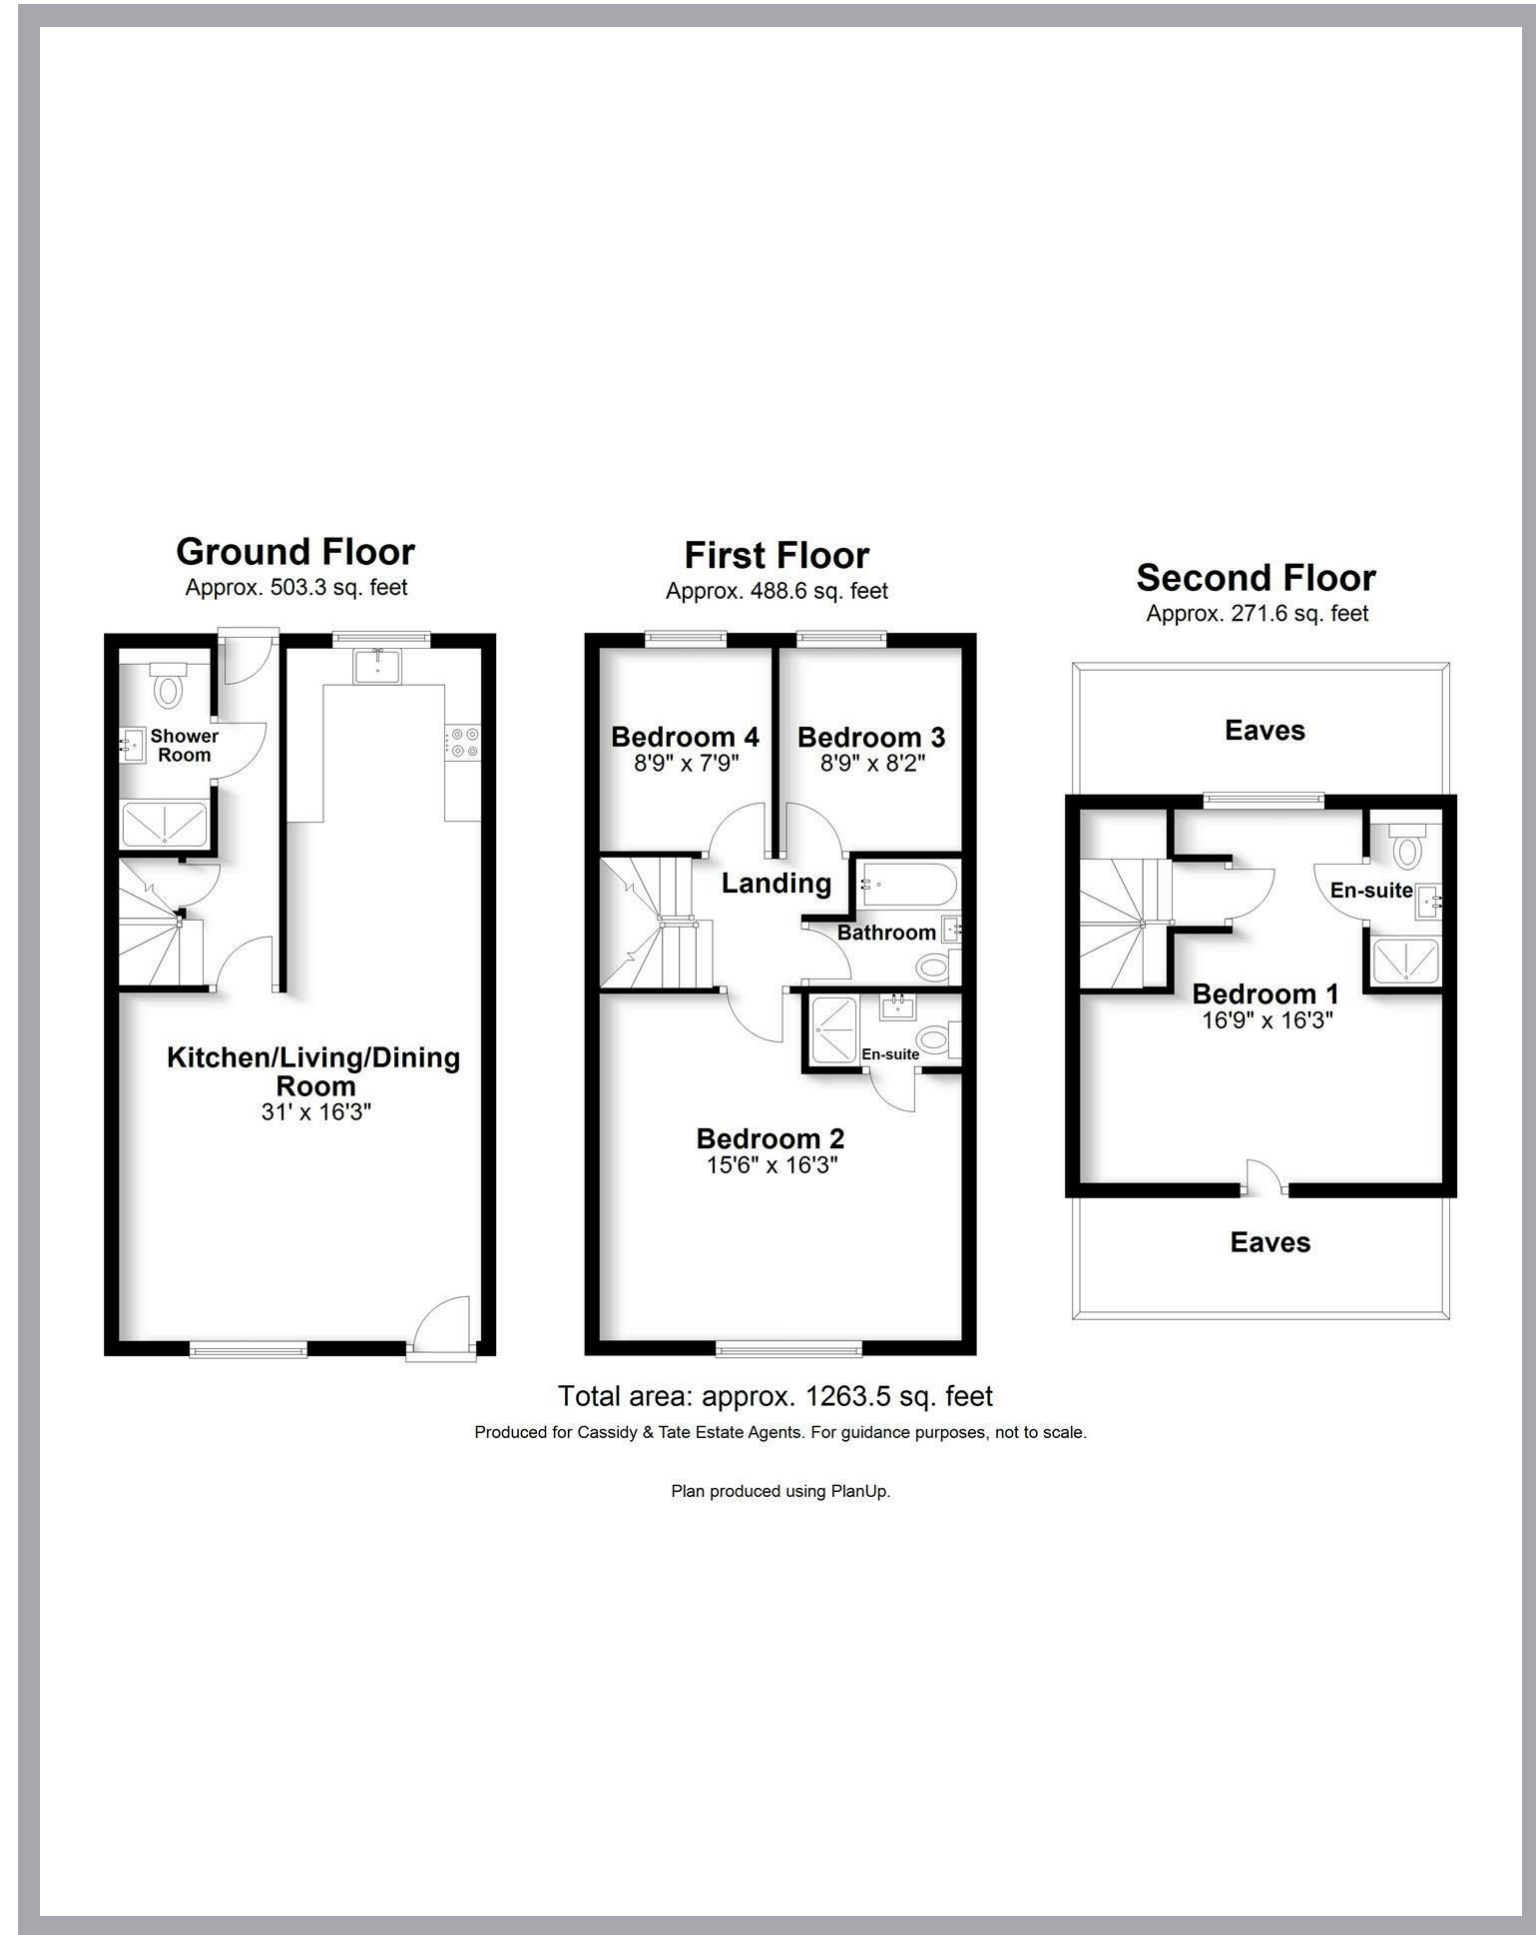 Ground Floor
Approx. 503.3 sq. feet
Shower
Room
Kitchen/Living/Dining
Room
31' x 16'3"
First Floor
Approx. 488.6 sq. feet
Bedroom 4
8'9" x 7'9"
Bedroom 3
8'9" x 8'2"
Landing
Bathroom
En-suite
Bedroom 2
15'6" x 16'3"
Second Floor
Approx. 271.6 sq. feet
Eaves
En-suite
Bedroom 1
16'9" x 16'3"
Eaves
Total area: approx. 1263.5 sq. feet
Produced for Cassidy & Tate Estate Agents. For guidance purposes, not to scale.
Plan produced using PlanUp.